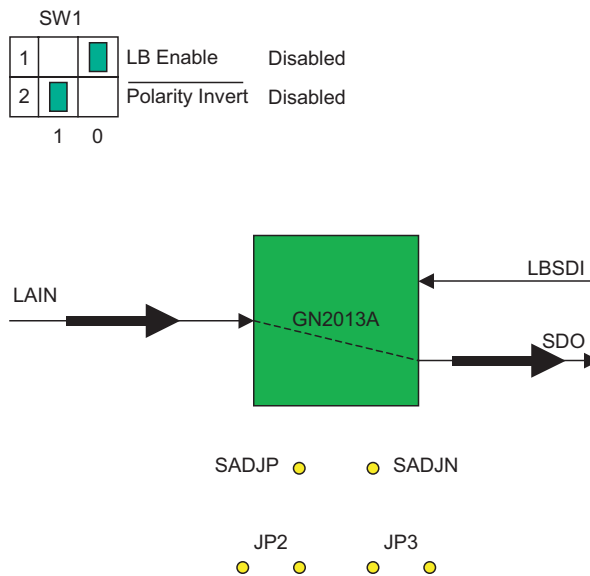 SW1
1 LB Enable Disabled
2 Polarity Invert Disabled
1 0
LBSDI
LAIN
GN2013A
SDO
SADJP SADJN
JP2 JP3